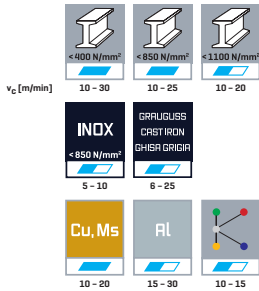 <400 N/mm² <850 N/mm² <1100 N/mm²
vc [m/min] 10 – 30 10 – 25 10 – 20
INOX
<850 N/mm²
GRAUGUSS
CAST IRON
GHISA GRIGIA
5 – 10 6 – 25
Cu, Ms Al
10 – 20 15 – 30 10 – 15